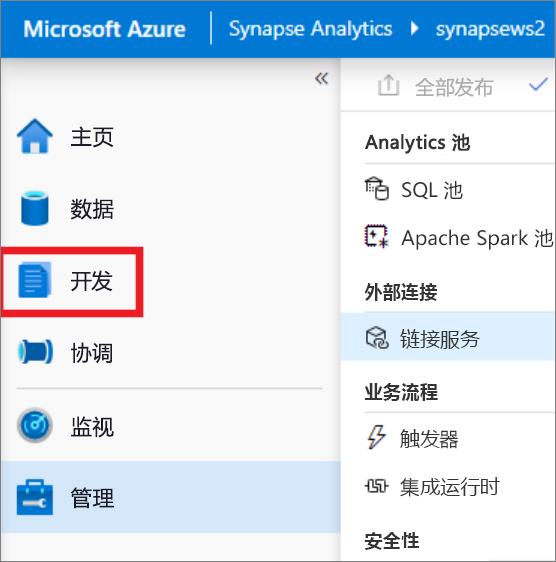 Microsoft Azure
Synapse Analytics
synapsews2
主页
数据
开发
协调
监视
管理
全部发布
Analytics 池
SQL 池
Apache Spark 池
外部连接
链接服务
业务流程
触发器
集成运行时
安全性